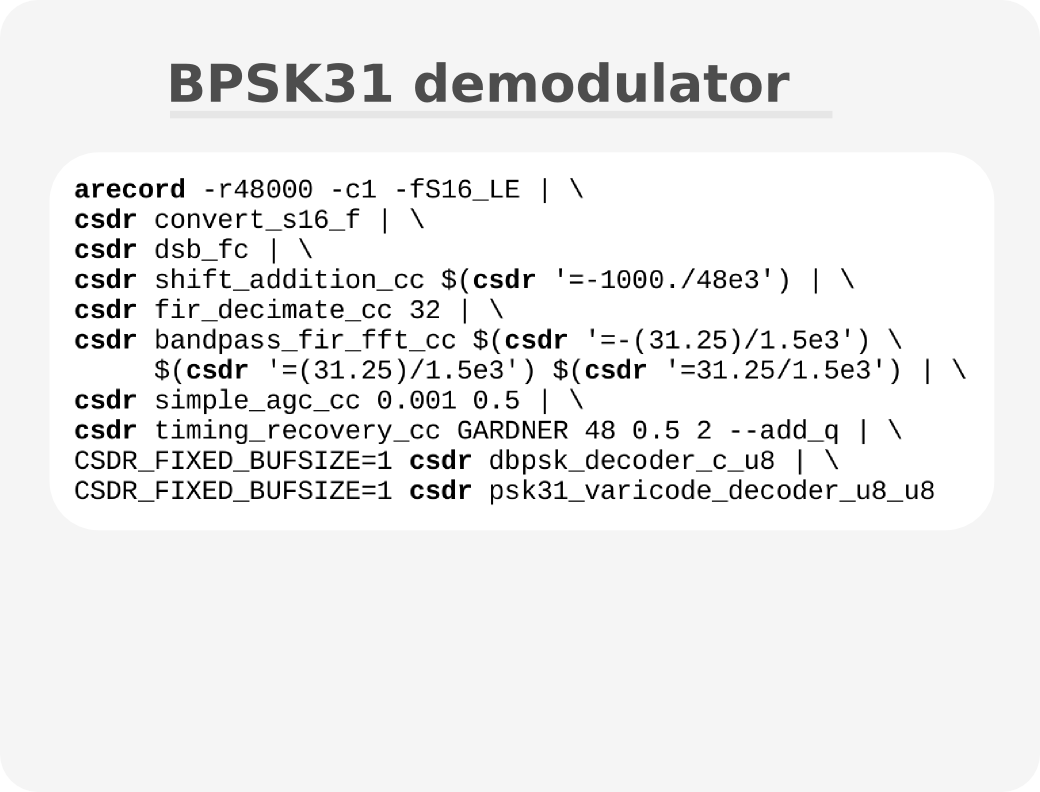 BPSK31 demodulator
arecord -r48000 -c1 -fS16_LE | \
csdr convert_s16_f | \
csdr dsb_fc | \
csdr shift_addition_cc $(csdr '=-1000./48e3') | \
csdr fir_decimate_cc 32 | \
csdr bandpass_fir_fft_cc $(csdr '=-(31.25)/1.5e3') \
     $(csdr '=(31.25)/1.5e3') $(csdr '=31.25/1.5e3') | \
csdr simple_agc_cc 0.001 0.5 | \
csdr timing_recovery_cc GARDNER 48 0.5 2 --add_q | \
CSDR_FIXED_BUFSIZE=1 csdr dbpsk_decoder_c_u8 | \
CSDR_FIXED_BUFSIZE=1 csdr psk31_varicode_decoder_u8_u8